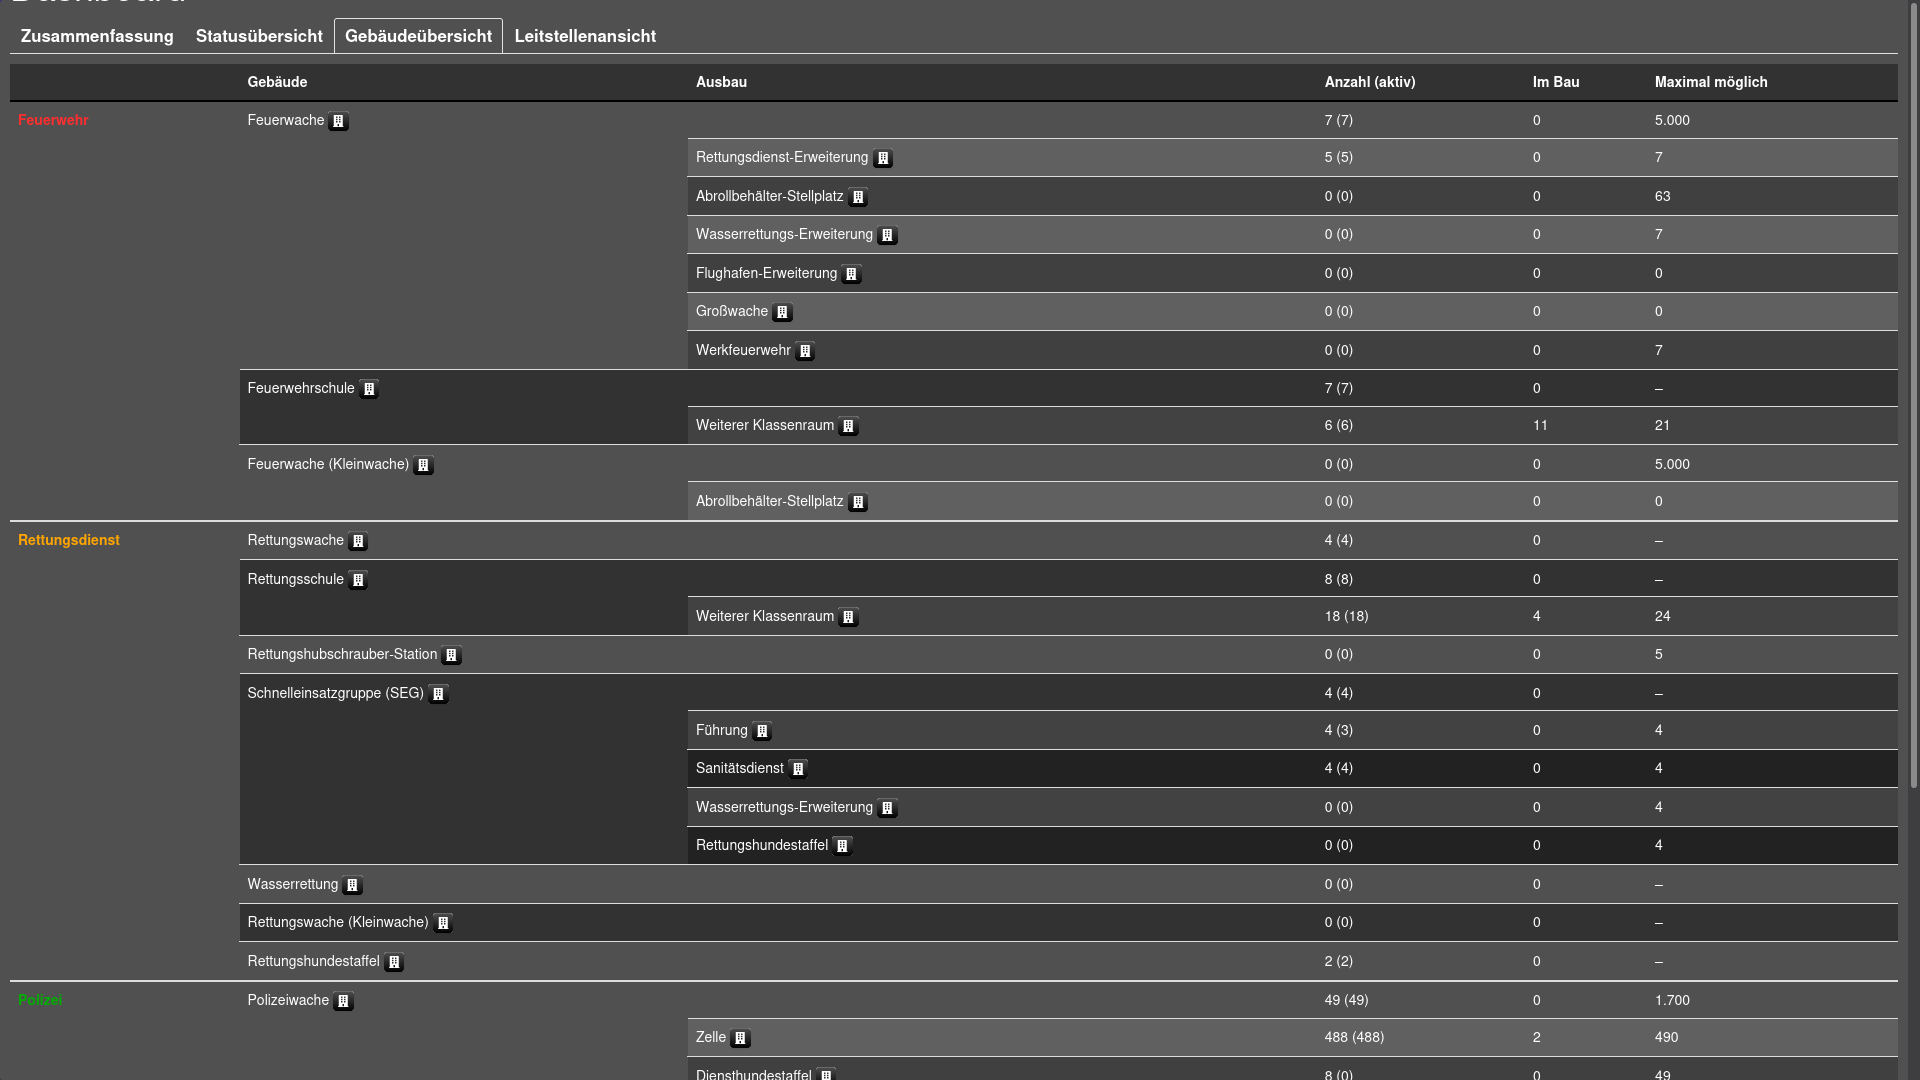 Dashboard
Zusammenfassung Statusübersicht Gebäudeübersicht Leitstellenansicht
Gebäude Ausbau Anzahl (aktiv) Im Bau Maximal möglich
Feuerwehr Feuerwache 7 (7) 0 5.000
Rettungsdienst-Erweiterung 5 (5) 0 7
Abrollbehälter-Stellplatz 0 (0) 0 63
Wasserrettungs-Erweiterung 0 (0) 0 7
Flughafen-Erweiterung 0 (0) 0 0
Großwache 0 (0) 0 0
Werkfeuerwehr 0 (0) 0 7
Feuerwehrschule 7 (7) 0 –
Weiterer Klassenraum 6 (6) 11 21
Feuerwache (Kleinwache) 0 (0) 0 5.000
Abrollbehälter-Stellplatz 0 (0) 0 0
Rettungsdienst Rettungswache 4 (4) 0 –
Rettungsschule 8 (8) 0 –
Weiterer Klassenraum 18 (18) 4 24
Rettungshubschrauber-Station 0 (0) 0 5
Schnelleinsatzgruppe (SEG) 4 (4) 0 –
Führung 4 (3) 0 4
Sanitätsdienst 4 (4) 0 4
Wasserrettungs-Erweiterung 0 (0) 0 4
Rettungshundestaffel 0 (0) 0 4
Wasserrettung 0 (0) 0 –
Rettungswache (Kleinwache) 0 (0) 0 –
Rettungshundestaffel 2 (2) 0 –
Polizei Polizeiwache 49 (49) 0 1.700
Zelle 488 (488) 2 490
Diensthundestaffel 8 (0) 0 49